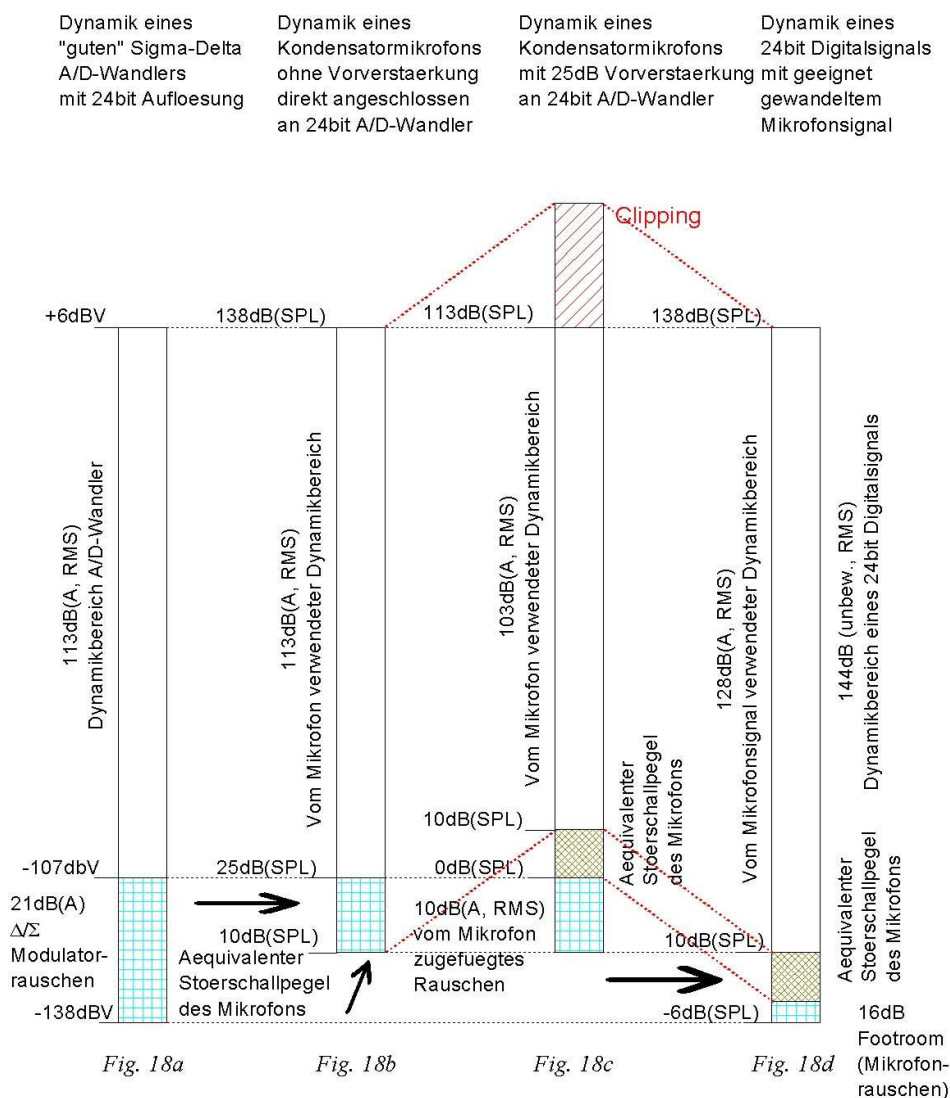 Dynamik eines
"guten" Sigma-Delta
A/D-Wandlers
mit 24bit Aufloesung
Dynamik eines
Kondensatormikrofons
ohne Vorverstaerkung
direkt angeschlossen
an 24bit A/D-Wandler
Dynamik eines
Kondensatormikrofons
mit 25dB Vorverstaerkung
an 24bit A/D-Wandler
Dynamik eines
24bit Digitalsignals
mit geeignet
gewandeltem
Mikrofonsignal
Clipping
+6dBV
138dB(SPL)
113dB(SPL)
138dB(SPL)
113dB(A, RMS)
Dynamikbereich A/D-Wandler
113dB(A, RMS)
Vom Mikrofon verwendeter Dynamikbereich
103dB(A, RMS)
Vom Mikrofon verwendeter Dynamikbereich
Aequivalenter
Stoerschallpegel
des Mikrofons
128dB(A, RMS)
Vom Mikrofonsignal verwendeter Dynamikbereich
144dB (unbew., RMS)
Dynamikbereich eines 24bit Digitalsignals
10dB(SPL)
-107dbV
25dB(SPL)
0dB(SPL)
21dB(A)
Δ/Σ
Modulator-
rauschen
10dB(SPL)
Aequivalenter
Stoerschallpegel
des Mikrofons
10dB(A, RMS)
vom Mikrofon
zugefuegtes
Rauschen
10dB(SPL)
Aequivalenter
Stoerschallpegel
des Mikrofons
-138dBV
-6dB(SPL)
16dB
Footroom
(Mikrofon-
rauschen)
Fig. 18a
Fig. 18b
Fig. 18c
Fig. 18d